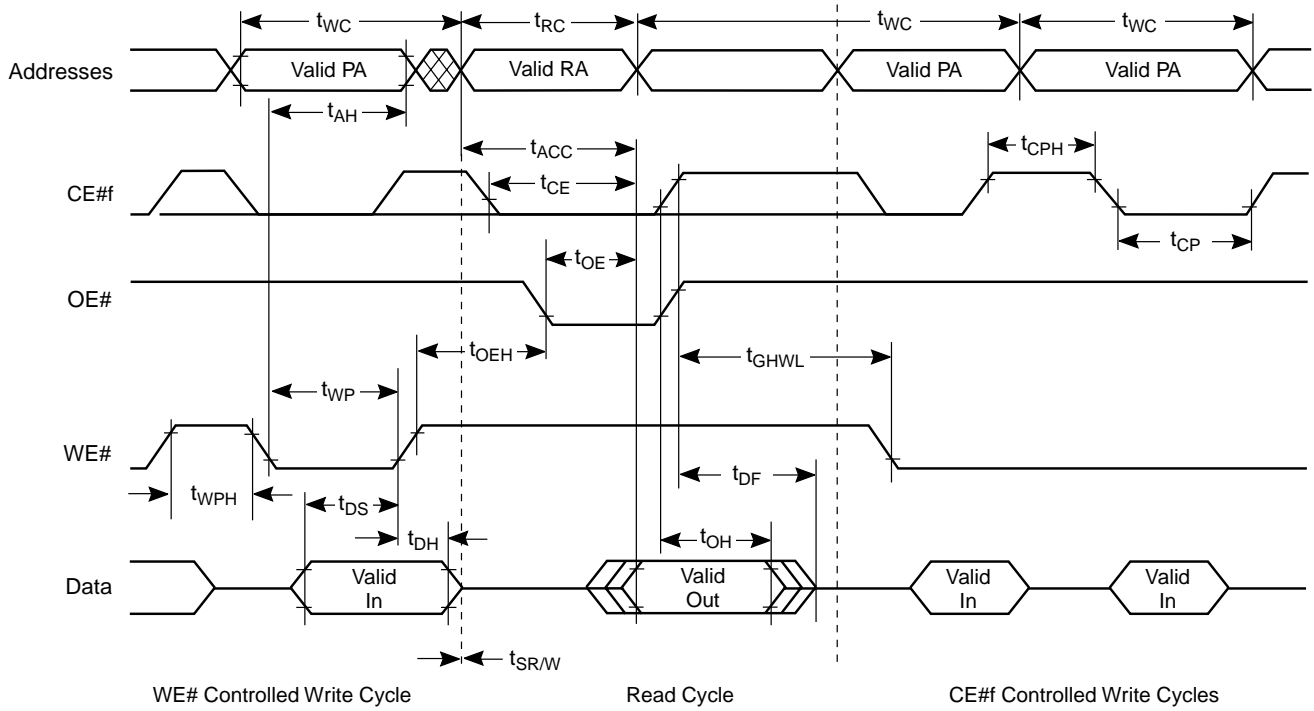 tWC tRC tWC tWC
Addresses Valid PA Valid RA Valid PA Valid PA
tAH
tACC tCPH
CE#f tCE
tCP
tOE
OE#
tOEH tGHWL
tWP
WE#
tDF
tWPH tDS
tDH tOH
Data Valid In Valid Out Valid In Valid In
tSR/W
WE# Controlled Write Cycle Read Cycle CE#f Controlled Write Cycles